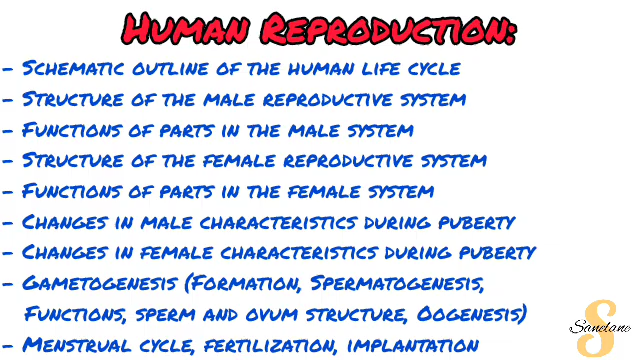 Human Reproduction:
- Schematic outline of the human life cycle
- Structure of the male reproductive system
- Functions of parts in the male system
- Structure of the female reproductive system
- Functions of parts in the female system
- Changes in male characteristics during puberty
- Changes in female characteristics during puberty
- Gametogenesis (Formation, Spermatogenesis,
Functions, sperm and ovum structure, Oogenesis)
- Menstrual cycle, fertilization, implantation
S
Sanelano